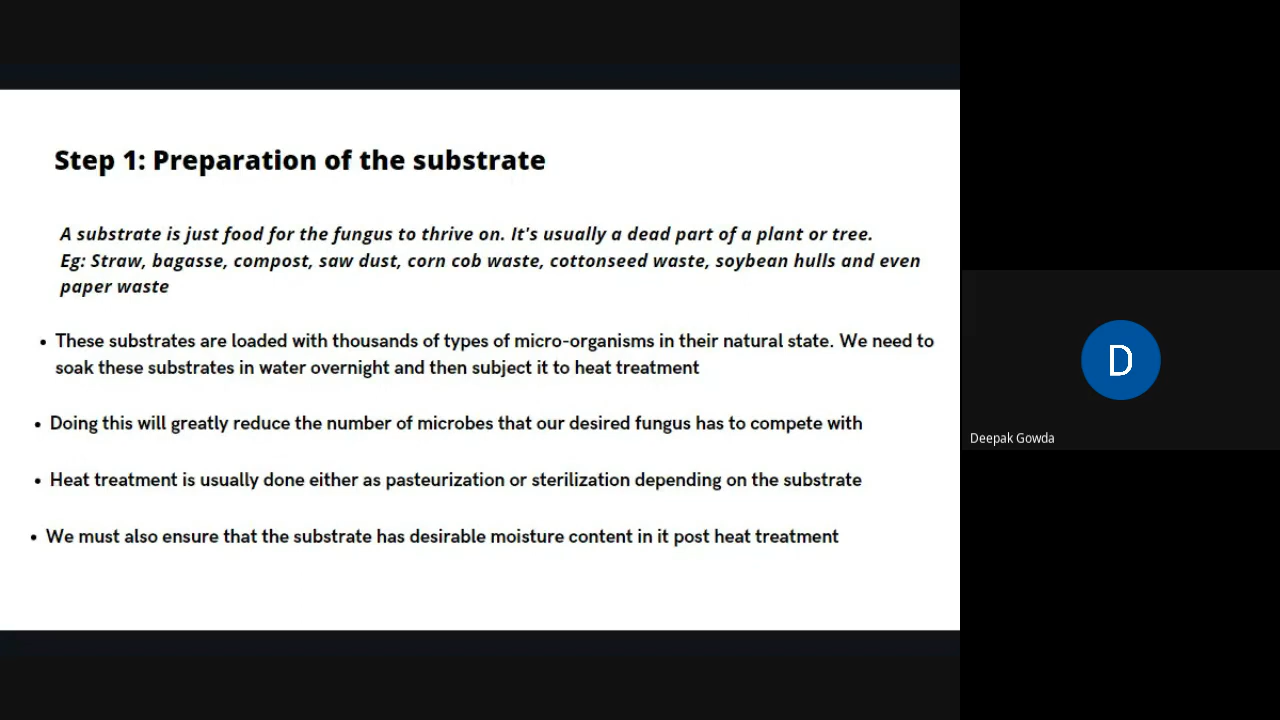 Step 1: Preparation of the substrate
A substrate is just food for the fungus to thrive on. It's usually a dead part of a plant or tree.
Eg: Straw, bagasse, compost, saw dust, corn cob waste, cottonseed waste, soybean hulls and even
paper waste
• These substrates are loaded with thousands of types of micro-organisms in their natural state. We need to
soak these substrates in water overnight and then subject it to heat treatment
• Doing this will greatly reduce the number of microbes that our desired fungus has to compete with
• Heat treatment is usually done either as pasteurization or sterilization depending on the substrate
• We must also ensure that the substrate has desirable moisture content in it post heat treatment
D
Deepak Gowda